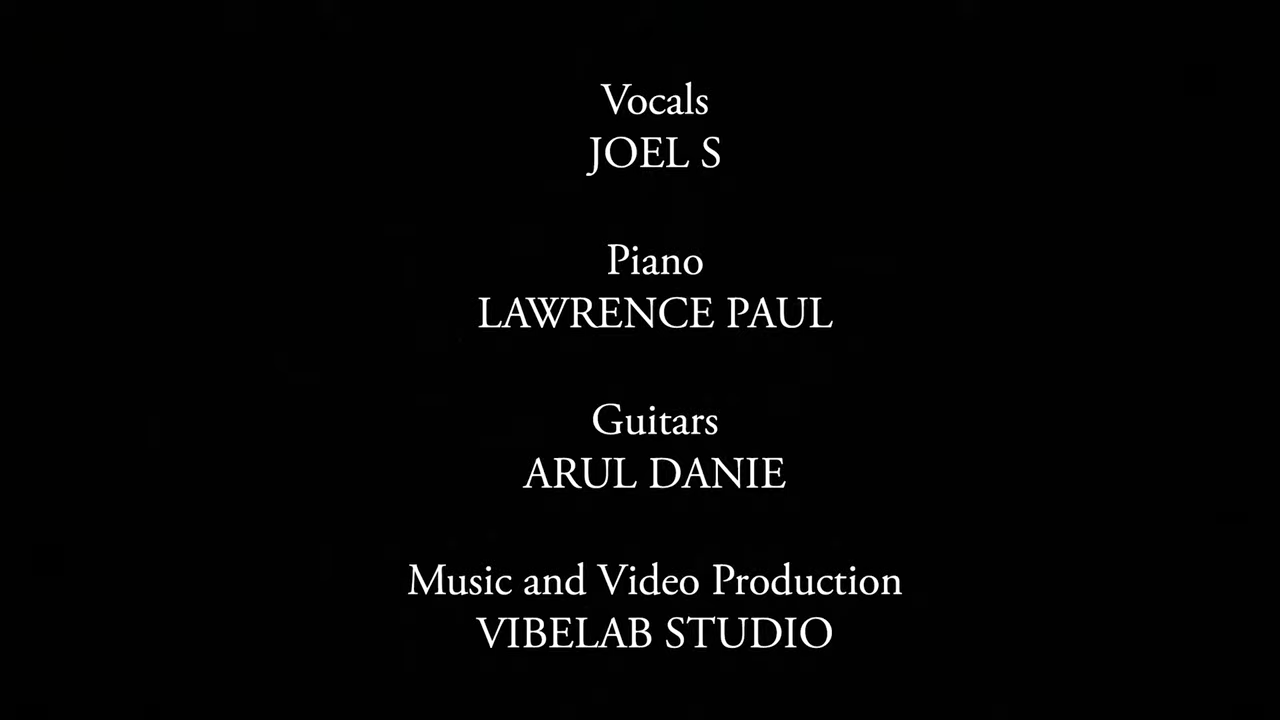 Vocals
JOEL S
Piano
LAWRENCE PAUL
Guitars
ARUL DANIE
Music and Video Production
VIBELAB STUDIO